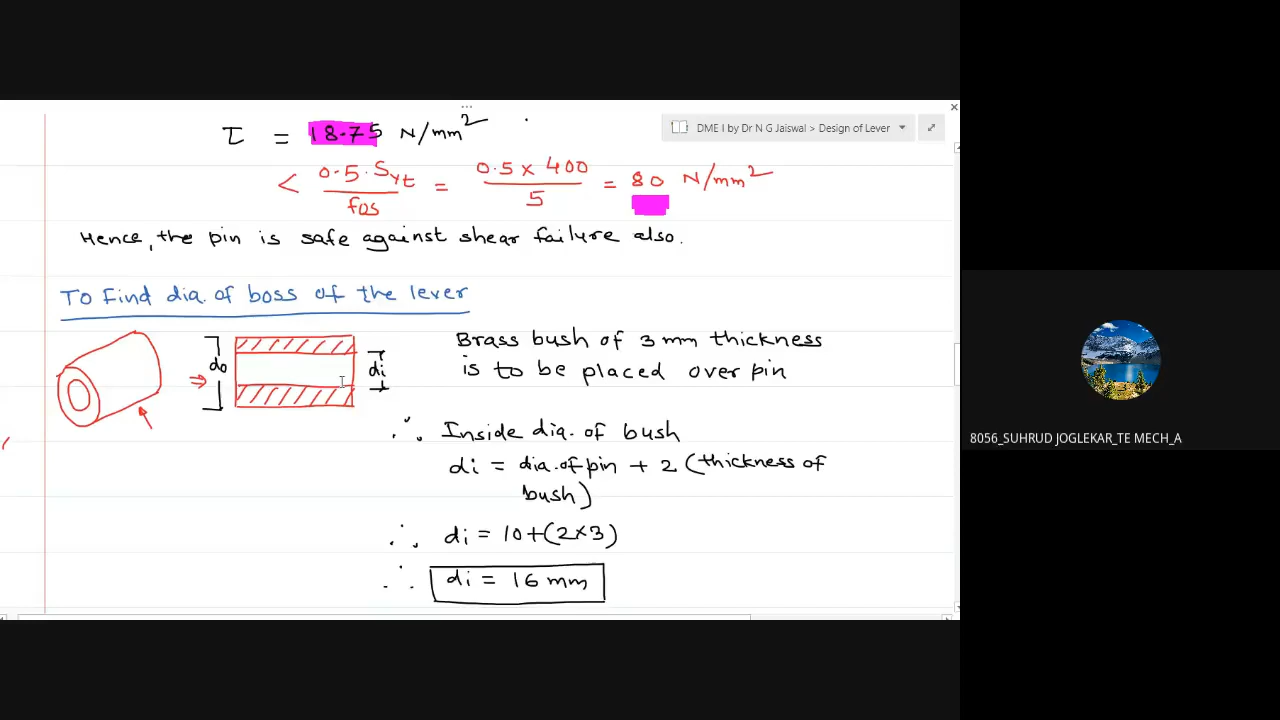 DME I by Dr N G Jaiswal > Design of Lever
τ = 18.75 N/mm²
< 0.5.Syt/fos = 0.5 x 400/5 = 80 N/mm²
Hence, the pin is safe against shear failure also.
To Find dia. of boss of the lever
Brass bush of 3 mm thickness
is to be placed over pin
do
di
∴ Inside dia. of bush
di = dia. of pin + 2 (thickness of
bush)
∴ di = 10+(2x3)
∴ di = 16 mm
8056_SUHRUD JOGLEKAR_TE MECH_A